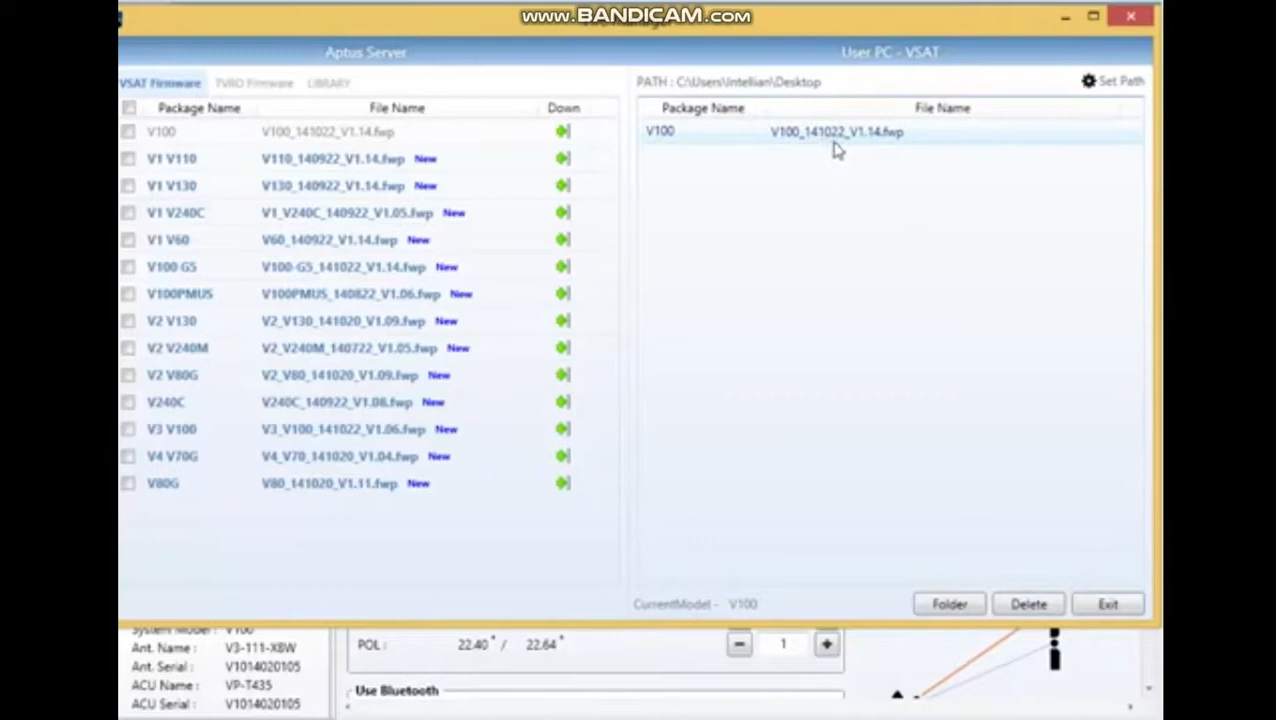 www.BANDICAM.com
Aptus Server
User PC - VSAT
VSAT Firmware TVRO Firmware LIBRARY
PATH : C:\Users\Intellian\Desktop
Set Path
Package Name File Name Down
Package Name File Name
V100 V100_141022_V1.14.fwp
V100 V100_141022_V1.14.fwp
V1 V110 V110_140922_V1.14.fwp New
V1 V130 V130_140922_V1.14.fwp New
V1 V240C V1_V240C_140922_V1.05.fwp New
V1 V60 V60_140922_V1.14.fwp New
V100 G5 V100-G5_141022_V1.14.fwp New
V100PMUS V100PMUS_140822_V1.06.fwp New
V2 V130 V2_V130_141020_V1.09.fwp New
V2 V240M V2_V240M_140722_V1.05.fwp New
V2 V80G V2_V80_141020_V1.09.fwp New
V240C V240C_140922_V1.08.fwp New
V3 V100 V3_V100_141022_V1.06.fwp New
V4 V70G V4_V70_141020_V1.04.fwp New
V80G V80_141020_V1.11.fwp New
CurrentModel - V100
Folder Delete Exit
System Model : V100
Ant. Name : V3-111-XBW
Ant. Serial : V1014020105
ACU Name : VP-T435
ACU Serial : V1014020105
POL : 22.40 ° / 22.64 °
1
Use Bluetooth